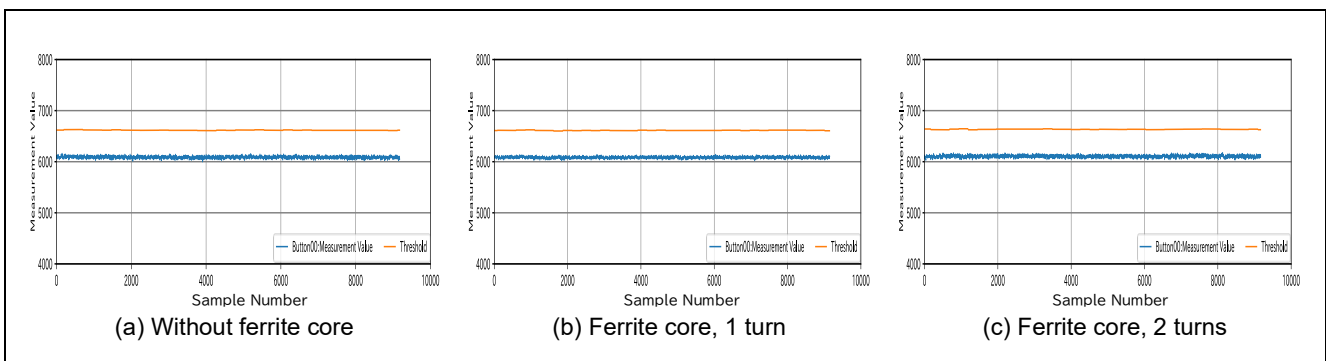 8000
7000
6000
5000
4000
Measurement Value
0 2000 4000 6000 8000 10000
Sample Number
Button00:Measurement Value Threshold
(a) Without ferrite core
8000
7000
6000
5000
4000
Measurement Value
0 2000 4000 6000 8000 10000
Sample Number
Button00:Measurement Value Threshold
(b) Ferrite core, 1 turn
8000
7000
6000
5000
4000
Measurement Value
0 2000 4000 6000 8000 10000
Sample Number
Button00:Measurement Value Threshold
(c) Ferrite core, 2 turns